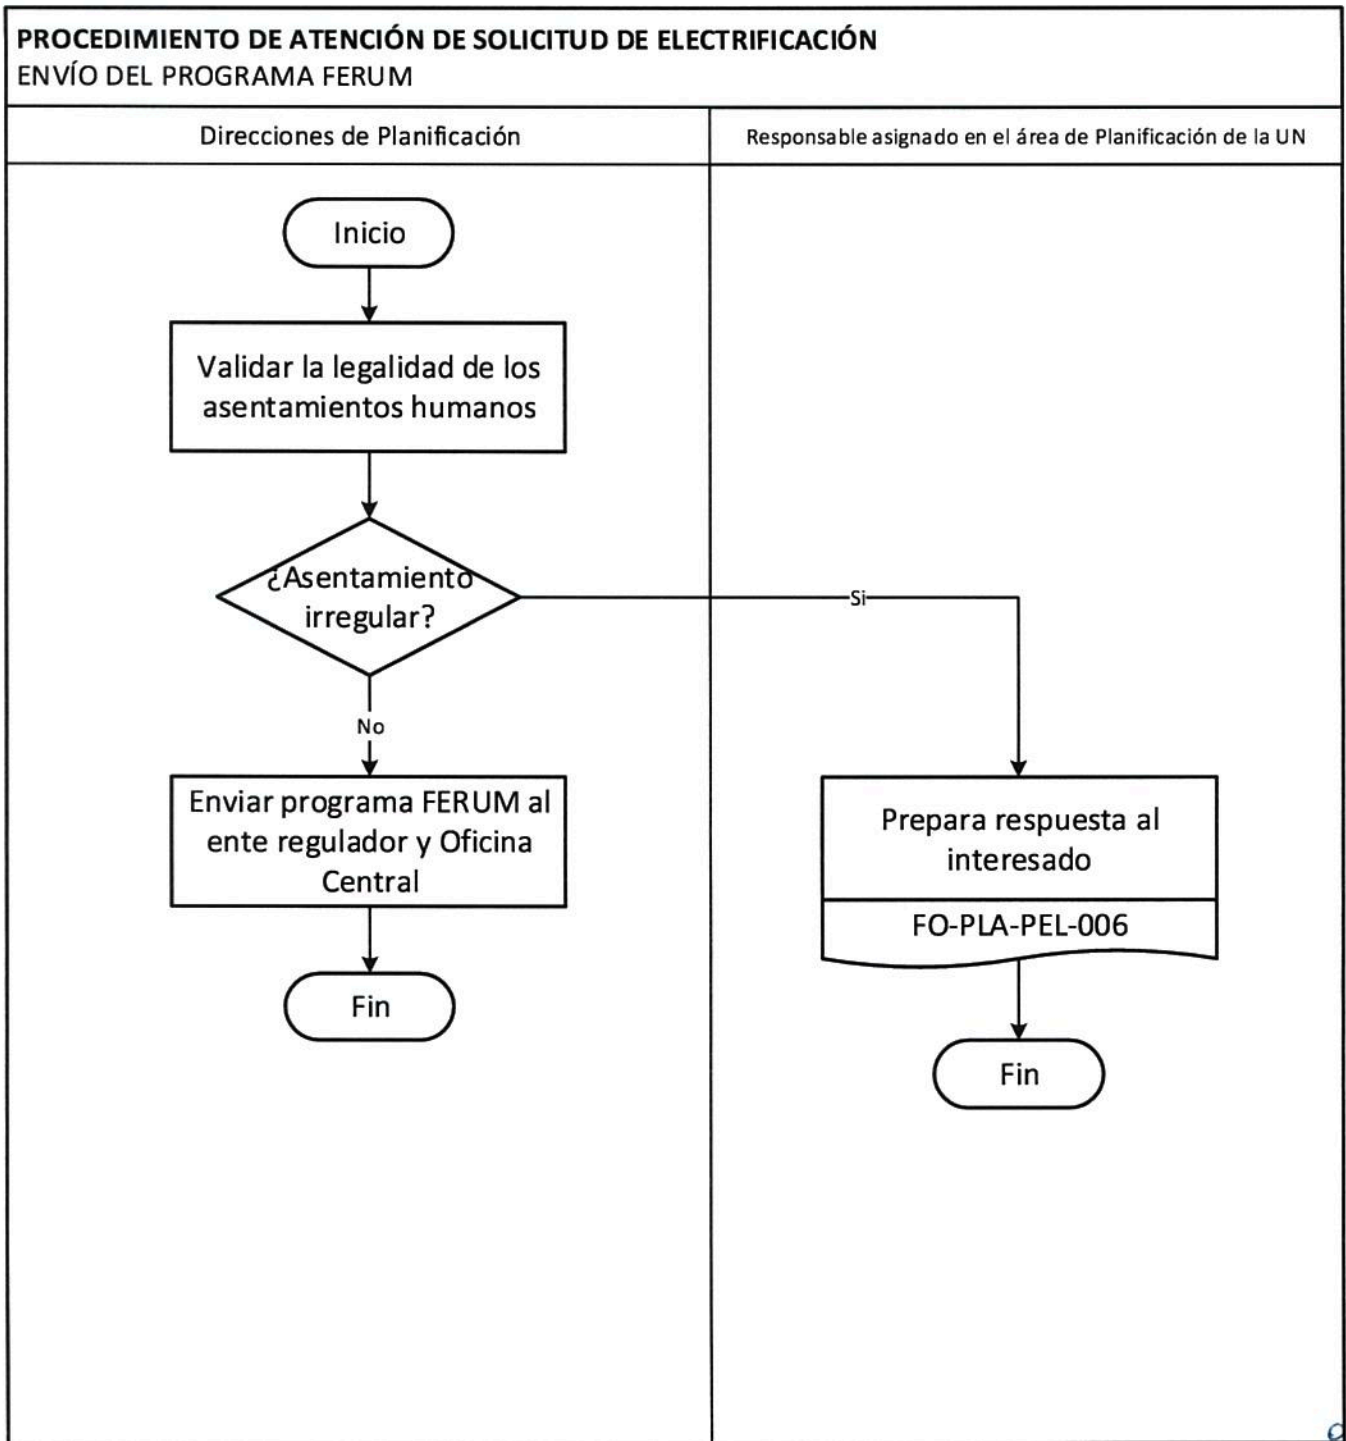 PROCEDIMIENTO DE ATENCIÓN DE SOLICITUD DE ELECTRIFICACIÓN
ENVÍO DEL PROGRAMA FERUM
Direcciones de Planificación
Responsable asignado en el área de Planificación de la UN
Inicio
Validar la legalidad de los
asentamientos humanos
¿Asentamiento
irregular?
Si
No
Enviar programa FERUM al
ente regulador y Oficina
Central
Prepara respuesta al
interesado
FO-PLA-PEL-006
Fin
Fin